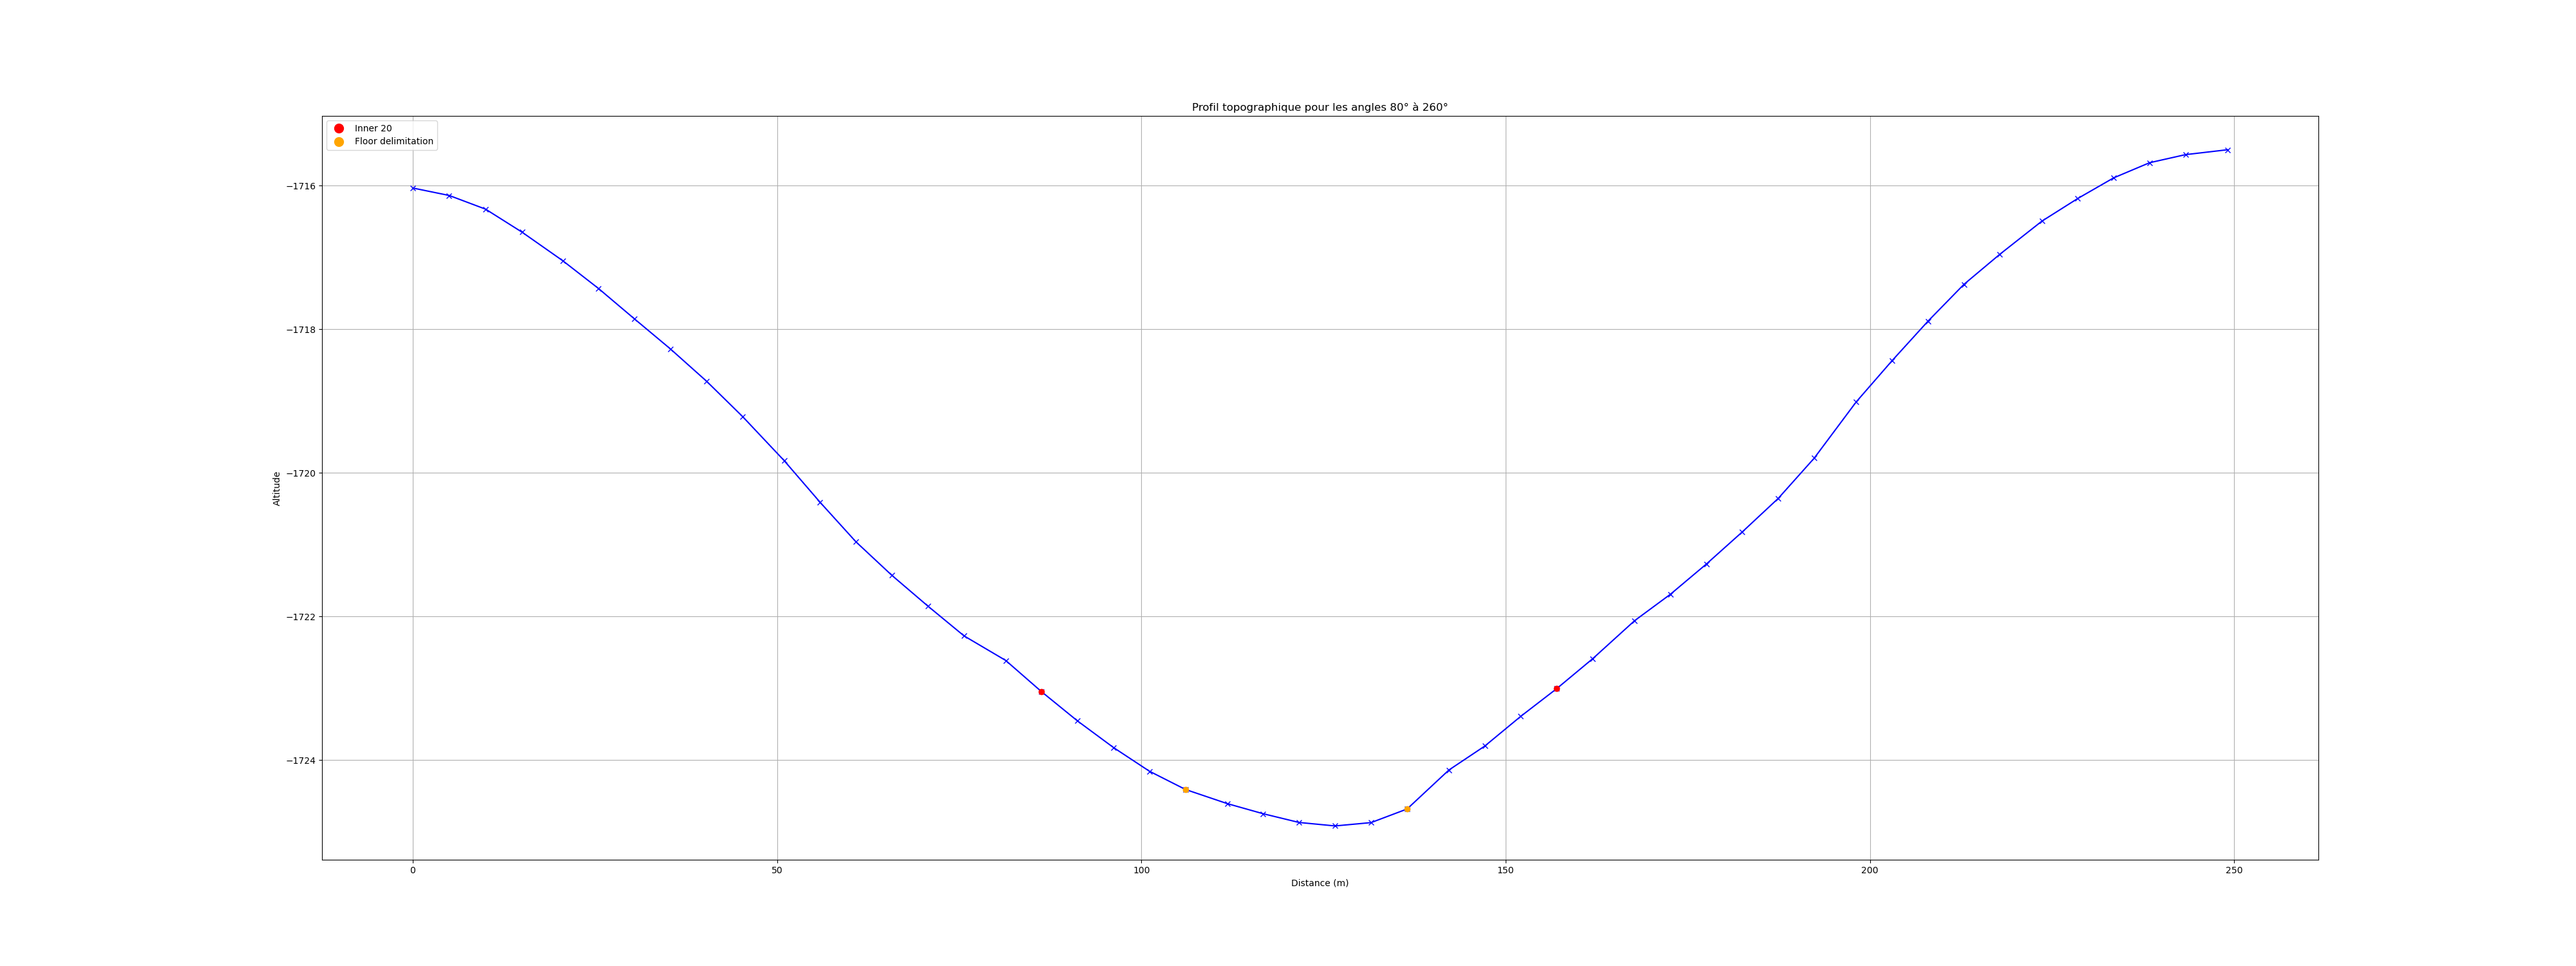 Profil topographique pour les angles 80° à 260°
Inner 20
Floor delimitation
−1716
−1718
−1720
−1722
−1724
Altitude
0 50 100 150 200 250
Distance (m)